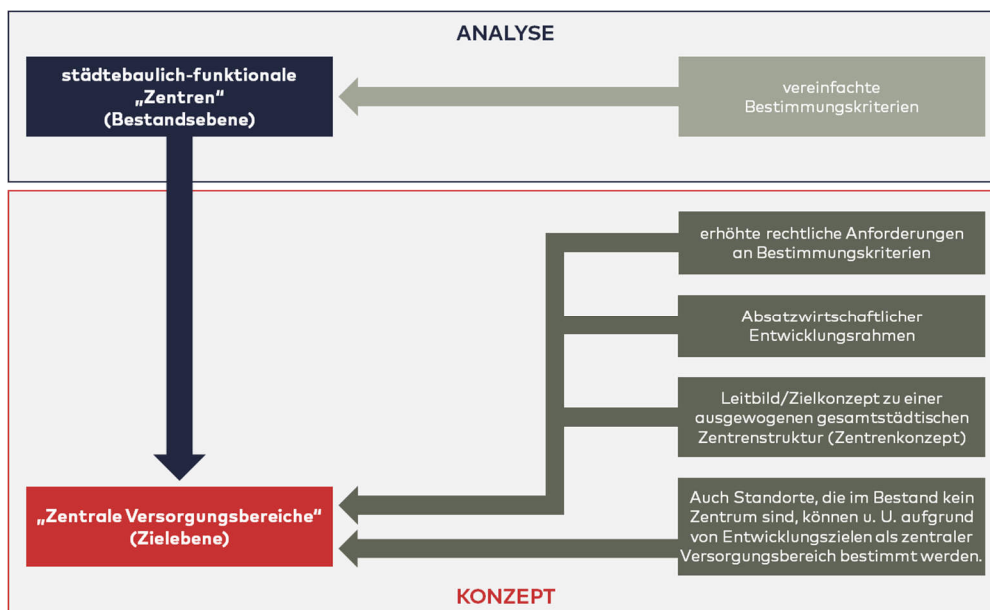 ANALYSE
städtebaulich-funktionale
„Zentren“
(Bestandsebene)
vereinfachte
Bestimmungskriterien
erhöhte rechtliche Anforderungen
an Bestimmungskriterien
Absatzwirtschaftlicher
Entwicklungsrahmen
Leitbild/Zielkonzept zu einer
ausgewogenen gesamtstädtischen
Zentrenstruktur (Zentrenkonzept)
„Zentrale Versorgungsbereiche“
(Zielebene)
Auch Standorte, die im Bestand kein
Zentrum sind, können u. U. aufgrund
von Entwicklungszielen als zentraler
Versorgungsbereich bestimmt werden.
KONZEPT